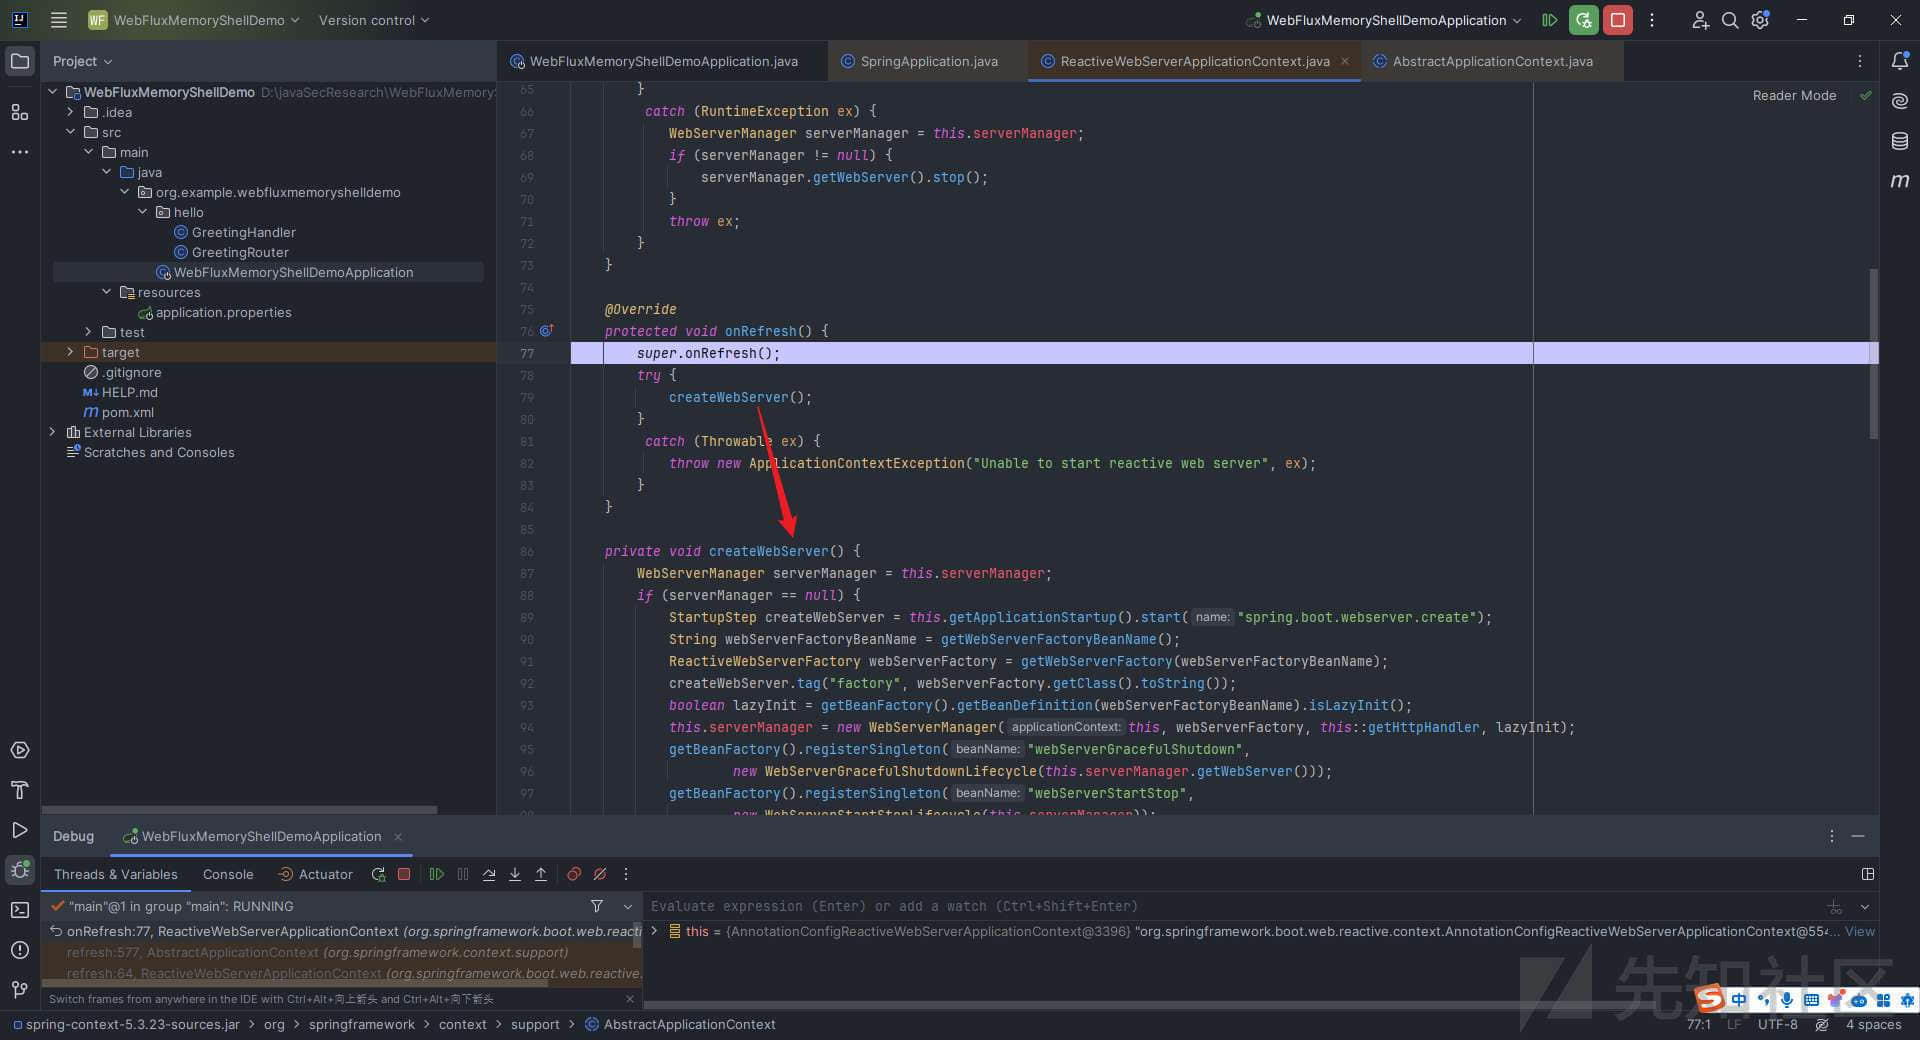 WF WebFluxMemoryShellDemo Version control WebFluxMemoryShellDemoApplication
Project WebFluxMemoryShellDemoApplication.java SpringApplication.java ReactiveWebServerApplicationContext.java AbstractApplicationContext.java
WebFluxMemoryShellDemo D:\javaSecResearch\WebFluxMemory
.idea
src
main
java
org.example.webfluxmemoryshelldemo
hello
GreetingHandler
GreetingRouter
WebFluxMemoryShellDemoApplication
resources
application.properties
test
target
.gitignore
HELP.md
pom.xml
External Libraries
Scratches and Consoles
Reader Mode
65 }
66 catch (RuntimeException ex) {
67 WebServerManager serverManager = this.serverManager;
68 if (serverManager != null) {
69 serverManager.getWebServer().stop();
70 }
71 throw ex;
72 }
73 }
74
75 @Override
76 protected void onRefresh() {
77 super.onRefresh();
78 try {
79 createWebServer();
80 }
81 catch (Throwable ex) {
82 throw new ApplicationContextException("Unable to start reactive web server", ex);
83 }
84 }
85
86 private void createWebServer() {
87 WebServerManager serverManager = this.serverManager;
88 if (serverManager == null) {
89 StartupStep createWebServer = this.getApplicationStartup().start( name: "spring.boot.webserver.create");
90 String webServerFactoryBeanName = getWebServerFactoryBeanName();
91 ReactiveWebServerFactory webServerFactory = getWebServerFactory(webServerFactoryBeanName);
92 createWebServer.tag("factory", webServerFactory.getClass().toString());
93 boolean lazyInit = getBeanFactory().getBeanDefinition(webServerFactoryBeanName).isLazyInit();
94 this.serverManager = new WebServerManager( applicationContext: this, webServerFactory, this::getHttpHandler, lazyInit);
95 getBeanFactory().registerSingleton( beanName: "webServerGracefulShutdown",
96 new WebServerGracefulShutdownLifecycle(this.serverManager.getWebServer()));
97 getBeanFactory().registerSingleton( beanName: "webServerStartStop",
98 new WebServerStartStopLifecycle(this.serverManager));
Debug WebFluxMemoryShellDemoApplication
Threads & Variables Console Actuator
"main"@1 in group "main": RUNNING
Evaluate expression (Enter) or add a watch (Ctrl+Shift+Enter)
onRefresh:77, ReactiveWebServerApplicationContext (org.springframework.boot.web.reacti
refresh:577, AbstractApplicationContext (org.springframework.context.support)
refresh:64, ReactiveWebServerApplicationContext (org.springframework.boot.web.reactive.
this = {AnnotationConfigReactiveWebServerApplicationContext@3396} "org.springframework.boot.web.reactive.context.AnnotationConfigReactiveWebServerApplicationContext@554... View
Switch frames from anywhere in the IDE with Ctrl+Alt+向上箭头 and Ctrl+Alt+向下箭头
先知社区
中
spring-context-5.3.23-sources.jar > org > springframework > context > support > AbstractApplicationContext
77:1 LF UTF-8 4 spaces